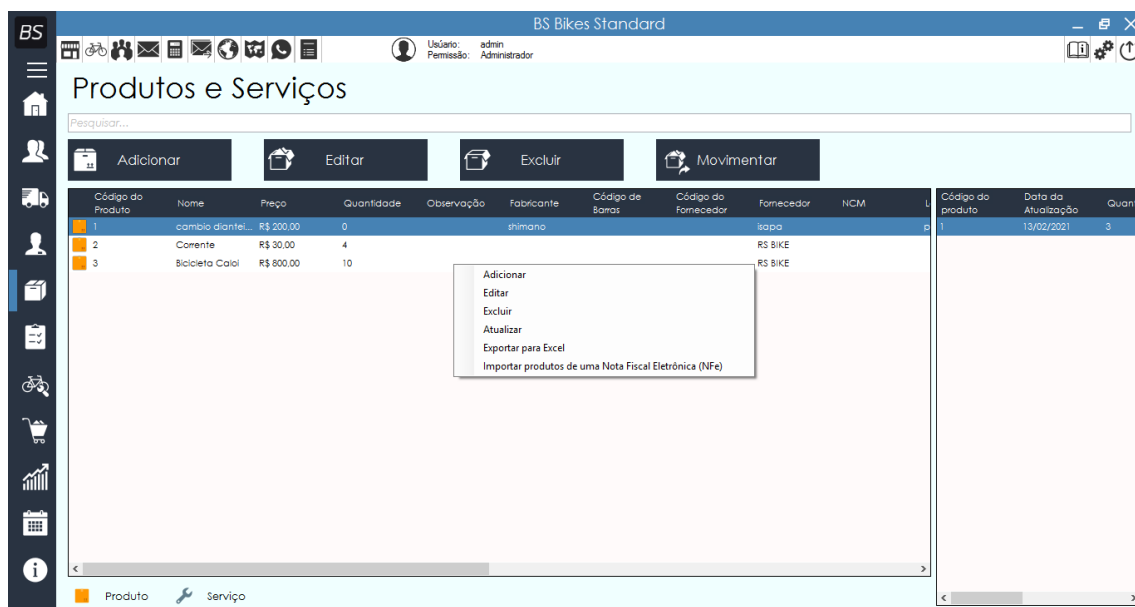 BS
BS Bikes Standard
Usúario: admin
Permissão: Administrador
Produtos e Serviços
Pesquisar...
Adicionar Editar Excluir Movimentar
Código do Produto Nome Preço Quantidade Observação Fabricante Código de Barras Código do Fornecedor Fornecedor NCM L
1 cambio diantei... R$ 200,00 0 shimano isapa p
2 Corrente R$ 30,00 4 RS BIKE
3 Bicicleta Caloi R$ 800,00 10 RS BIKE
Código do produto Data da Atualização Quant
1 13/02/2021 3
Adicionar
Editar
Excluir
Atualizar
Exportar para Excel
Importar produtos de uma Nota Fiscal Eletrônica (NFe)
Produto Serviço